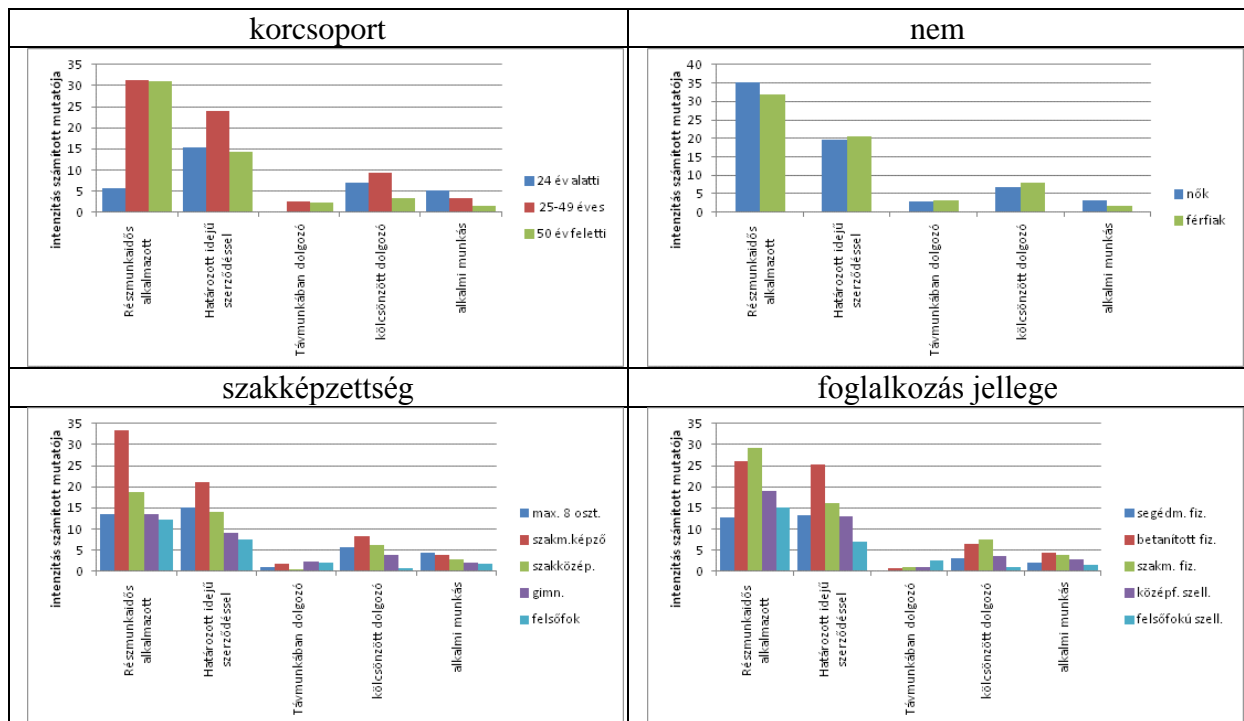 korcsoport
intenzitás számított mutatója
35
30
25
20
15
10
5
0
Részmunkaidős
alkalmazott
Határozott idejű
szerződéssel
Távmunkában dolgozó
kölcsönzött dolgozó
alkalmi munkás
24 év alatti
25-49 éves
50 év feletti
nem
intenzitás számított mutatója
40
35
30
25
20
15
10
5
0
Részmunkaidős
alkalmazott
Határozott idejű
szerződéssel
Távmunkában dolgozó
kölcsönzött dolgozó
alkalmi munkás
nők
férfiak
szakképzettség
intenzitás számított mutatója
35
30
25
20
15
10
5
0
Részmunkaidős
alkalmazott
Határozott idejű
szerződéssel
Távmunkában dolgozó
kölcsönzött dolgozó
alkalmi munkás
max. 8 oszt.
szakm.képző
szakközép.
gimn.
felsőfok
foglalkozás jellege
intenzitás számított mutatója
35
30
25
20
15
10
5
0
Részmunkaidős
alkalmazott
Határozott idejű
szerződéssel
Távmunkában dolgozó
kölcsönzött dolgozó
alkalmi munkás
segédm. fiz.
betanított fiz.
szakm. fiz.
középf. szell.
felsőfokú szell.